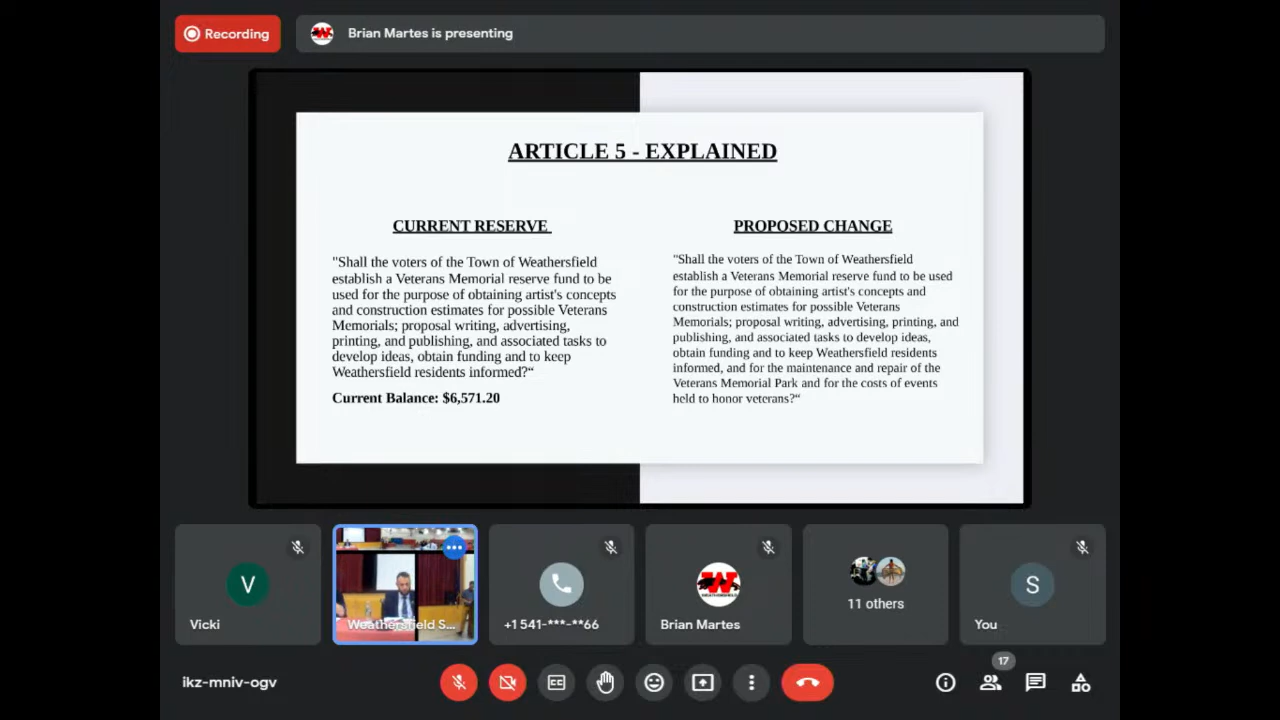 Recording
Brian Martes is presenting
ARTICLE 5 - EXPLAINED
CURRENT RESERVE
"Shall the voters of the Town of Weathersfield
establish a Veterans Memorial reserve fund to be
used for the purpose of obtaining artist's concepts
and construction estimates for possible Veterans
Memorials; proposal writing, advertising,
printing, and publishing, and associated tasks to
develop ideas, obtain funding and to keep
Weathersfield residents informed?“
Current Balance: $6,571.20
PROPOSED CHANGE
"Shall the voters of the Town of Weathersfield
establish a Veterans Memorial reserve fund to be used
for the purpose of obtaining artist's concepts and
construction estimates for possible Veterans
Memorials; proposal writing, advertising, printing, and
publishing, and associated tasks to develop ideas,
obtain funding and to keep Weathersfield residents
informed, and for the maintenance and repair of the
Veterans Memorial Park and for the costs of events
held to honor veterans?“
V
Vicki
Weathersfield S...
+1 541-***-**66
W
Brian Martes
11 others
S
You
ikz-mniv-ogv
CC
17